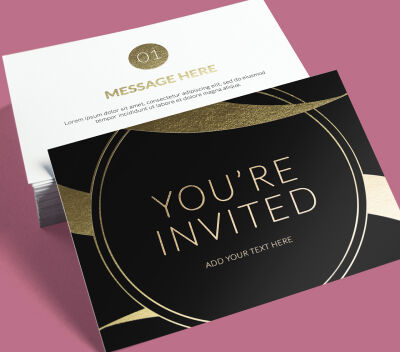 01
MESSAGE HERE
Lorem ipsum dolor sit amet, consectetur adipiscing elit, sed do eiusmod
tempor incididunt ut labore et dolore magna aliqua.
YOU'RE
INVITED
ADD YOUR TEXT HERE